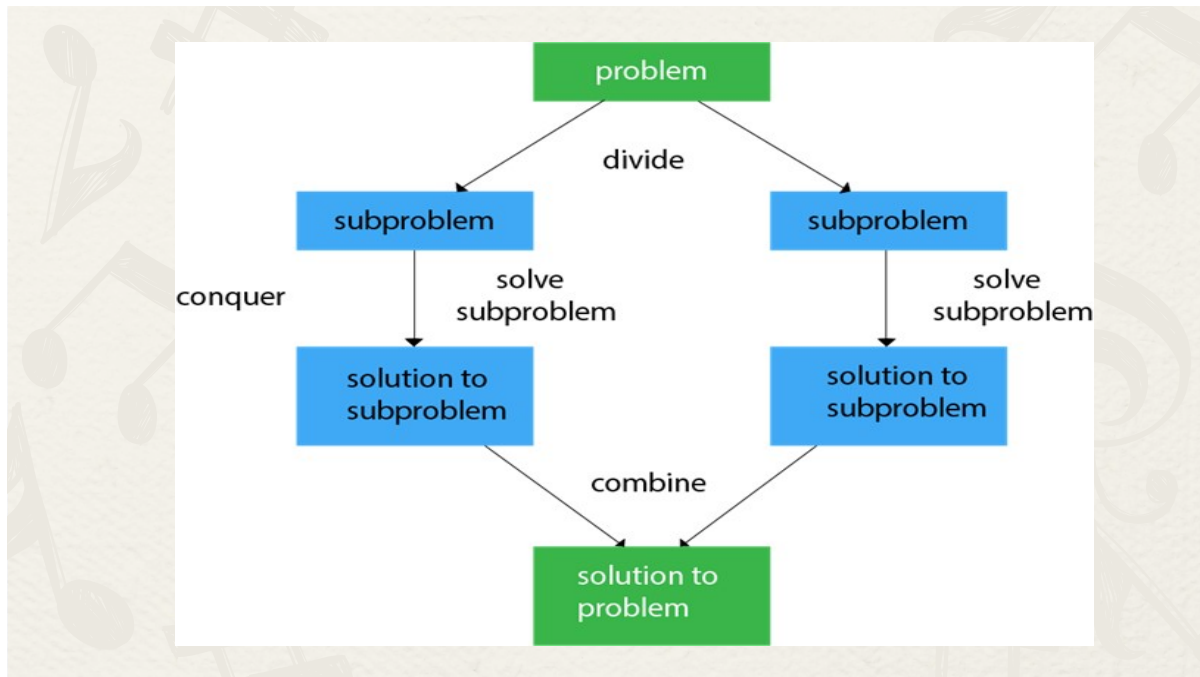 problem
divide
subproblem
subproblem
conquer
solve
subproblem
solve
subproblem
solution to
subproblem
solution to
subproblem
combine
solution to
problem